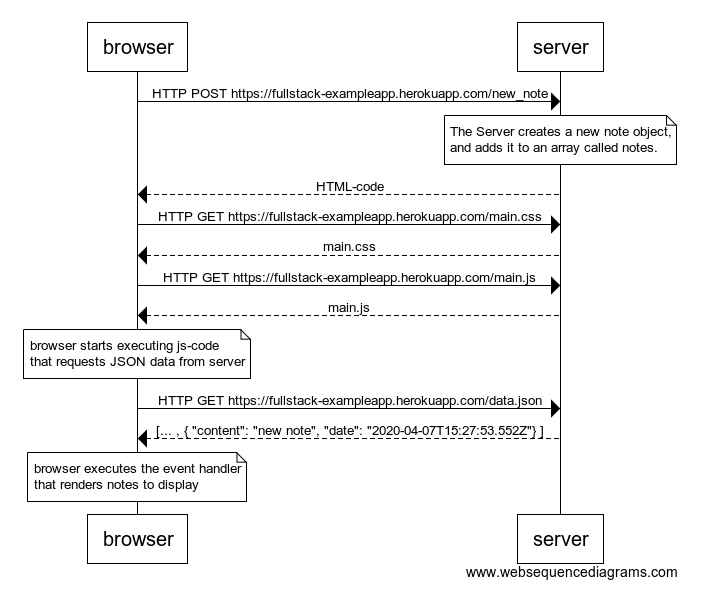 browser
server
HTTP POST https://fullstack-exampleapp.herokuapp.com/new_note
The Server creates a new note object,
and adds it to an array called notes.
HTML-code
HTTP GET https://fullstack-exampleapp.herokuapp.com/main.css
main.css
HTTP GET https://fullstack-exampleapp.herokuapp.com/main.js
main.js
browser starts executing js-code
that requests JSON data from server
HTTP GET https://fullstack-exampleapp.herokuapp.com/data.json
[... , { "content": "new note", "date": "2020-04-07T15:27:53.552Z"} ]
browser executes the event handler
that renders notes to display
browser
server
www.websequencediagrams.com